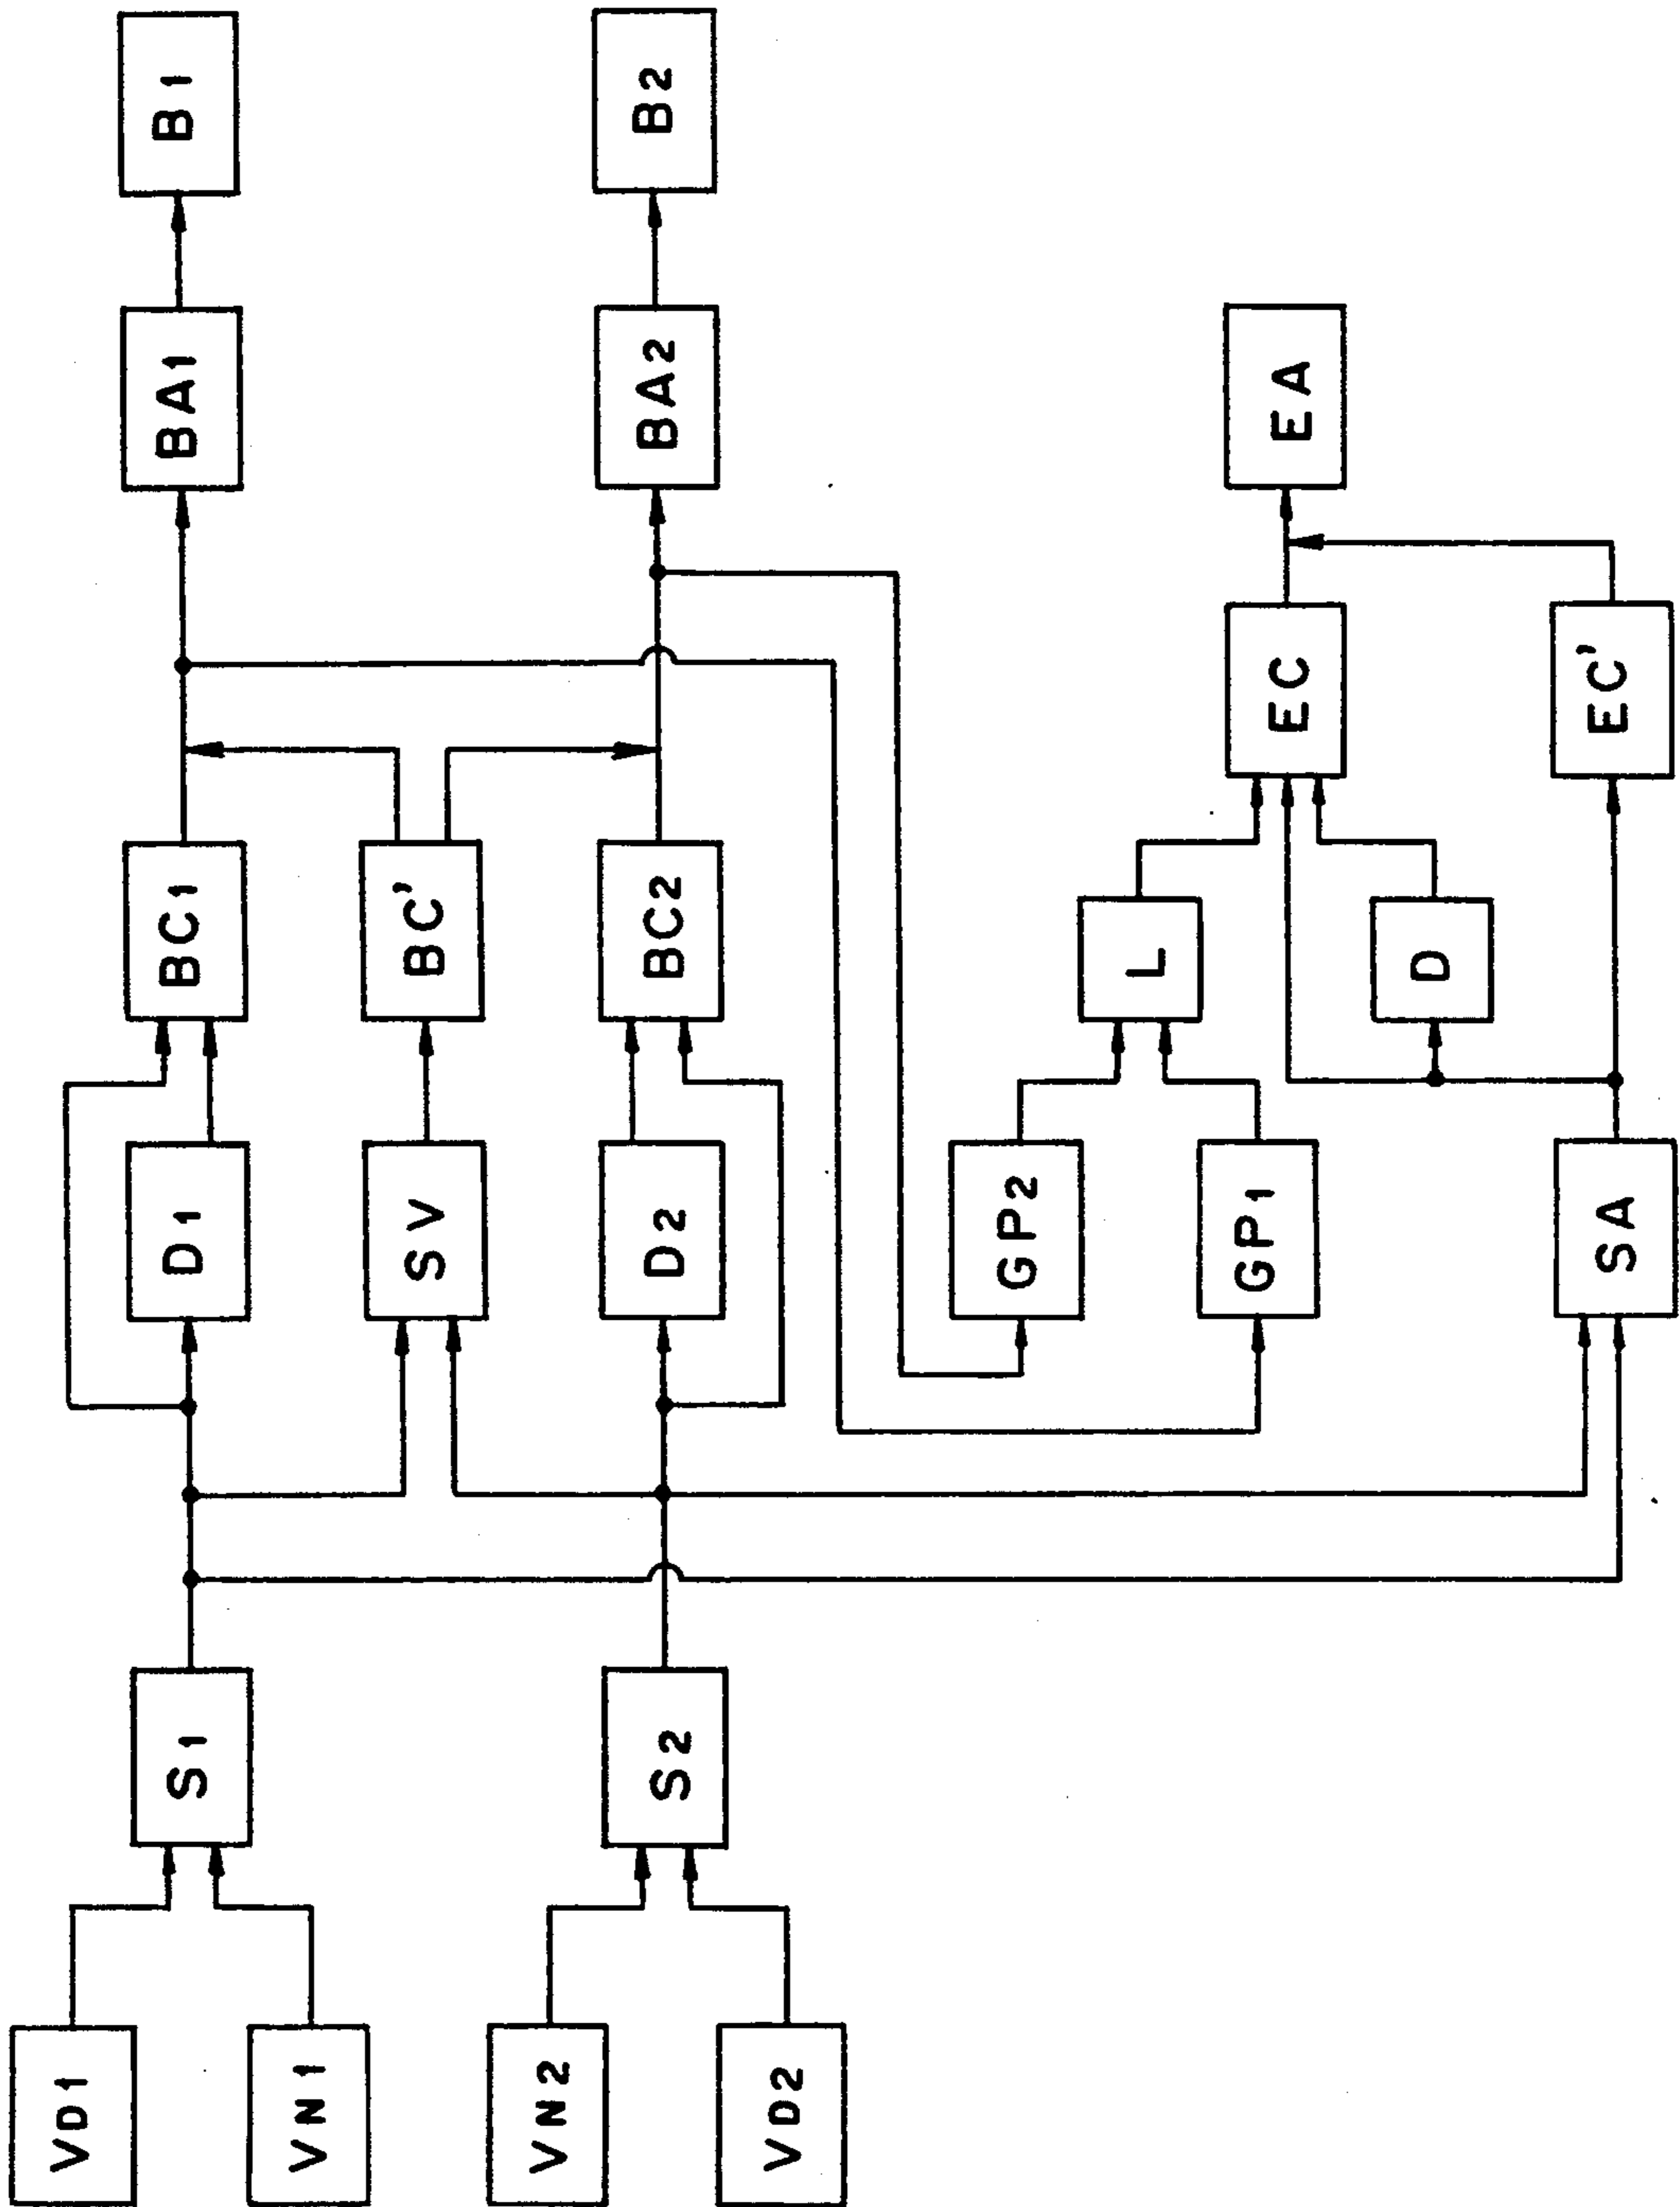 VD1
VN1
VN2
VD2
S1
S2
D1
SV
D2
GP2
GP1
SA
BC1
BC'
BC2
L
D
EC
EC'
BA1
BA2
EA
B1
B2